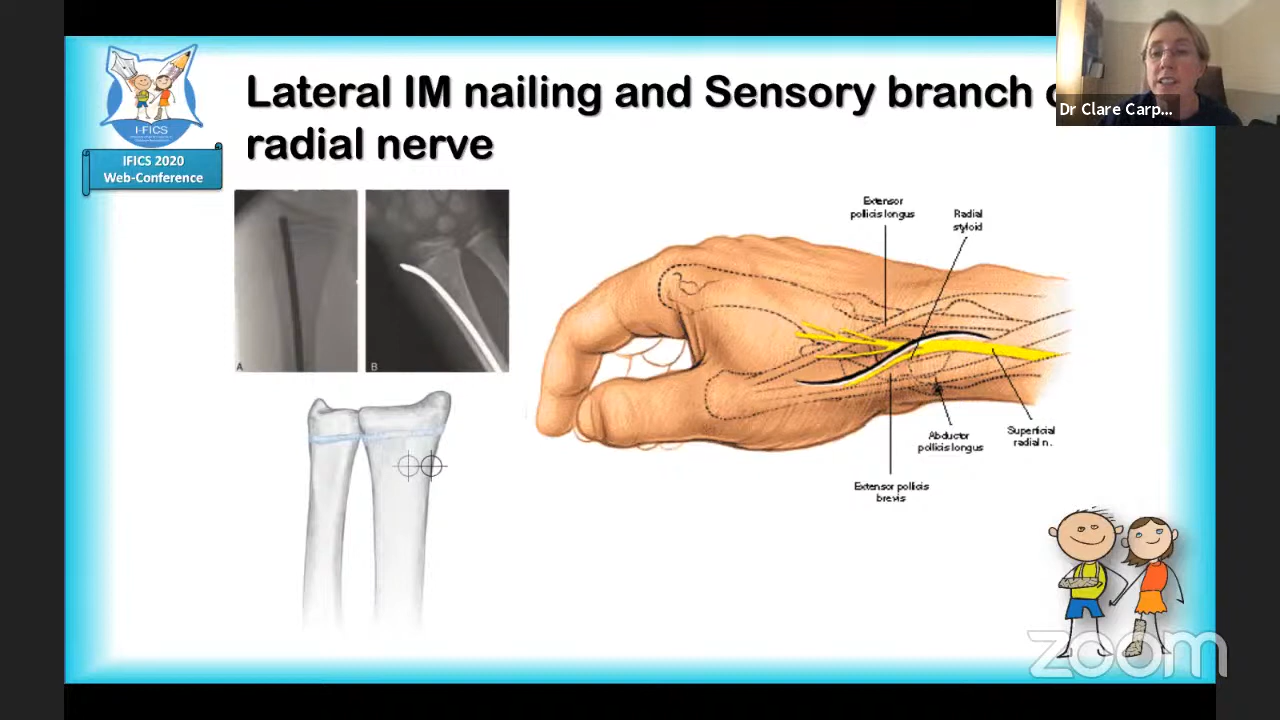 Lateral IM nailing and Sensory branch
radial nerve
I-FICS
IFICS 2020
Web-Conference
Dr Clare Carp...
A
B
Extensor
pollicis longus
Radial
styloid
Abductor
pollicis longus
Superficial
radial n.
Extensor pollicis
brevis
zoom